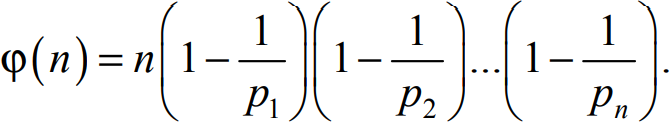 φ(n) = n(1 − 1/p₁)(1 − 1/p₂)...(1 − 1/pₙ).